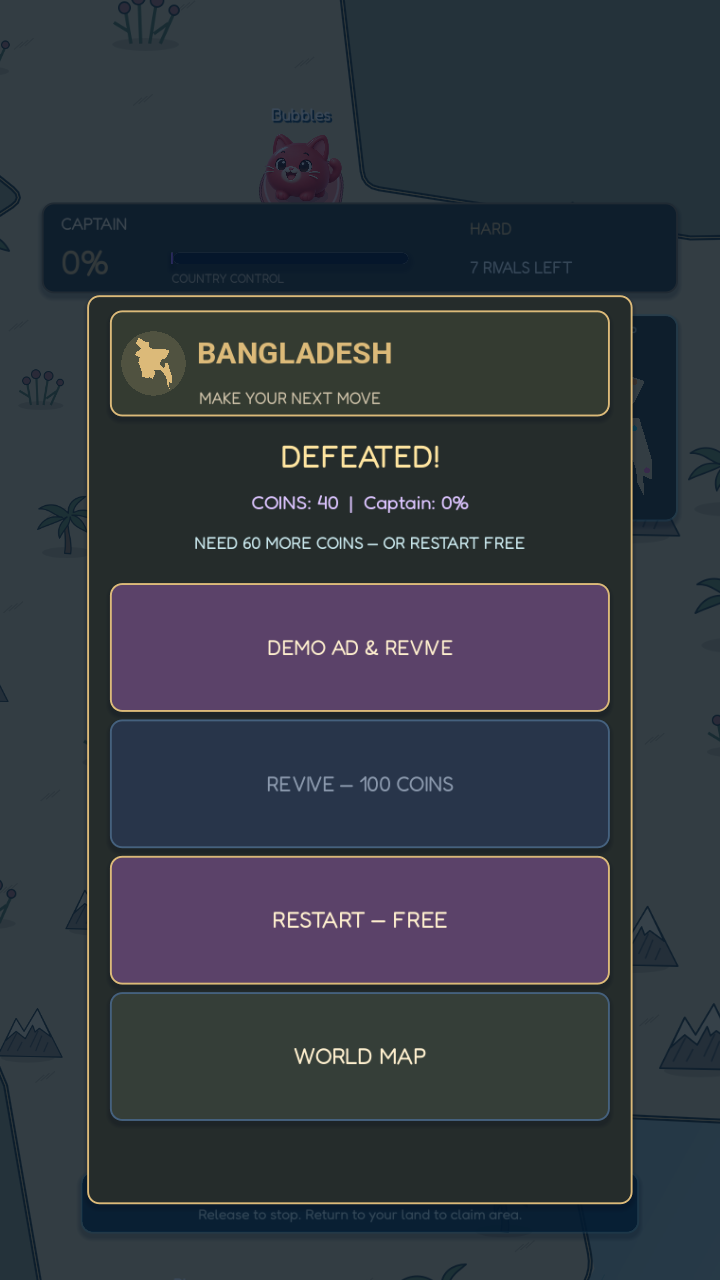 Bubbles
CAPTAIN
HARD
0%
COUNTRY CONTROL
7 RIVALS LEFT
BANGLADESH
MAKE YOUR NEXT MOVE
DEFEATED!
COINS: 40 | Captain: 0%
NEED 60 MORE COINS – OR RESTART FREE
DEMO AD & REVIVE
REVIVE – 100 COINS
RESTART – FREE
WORLD MAP
Release to stop. Return to your land to claim area.